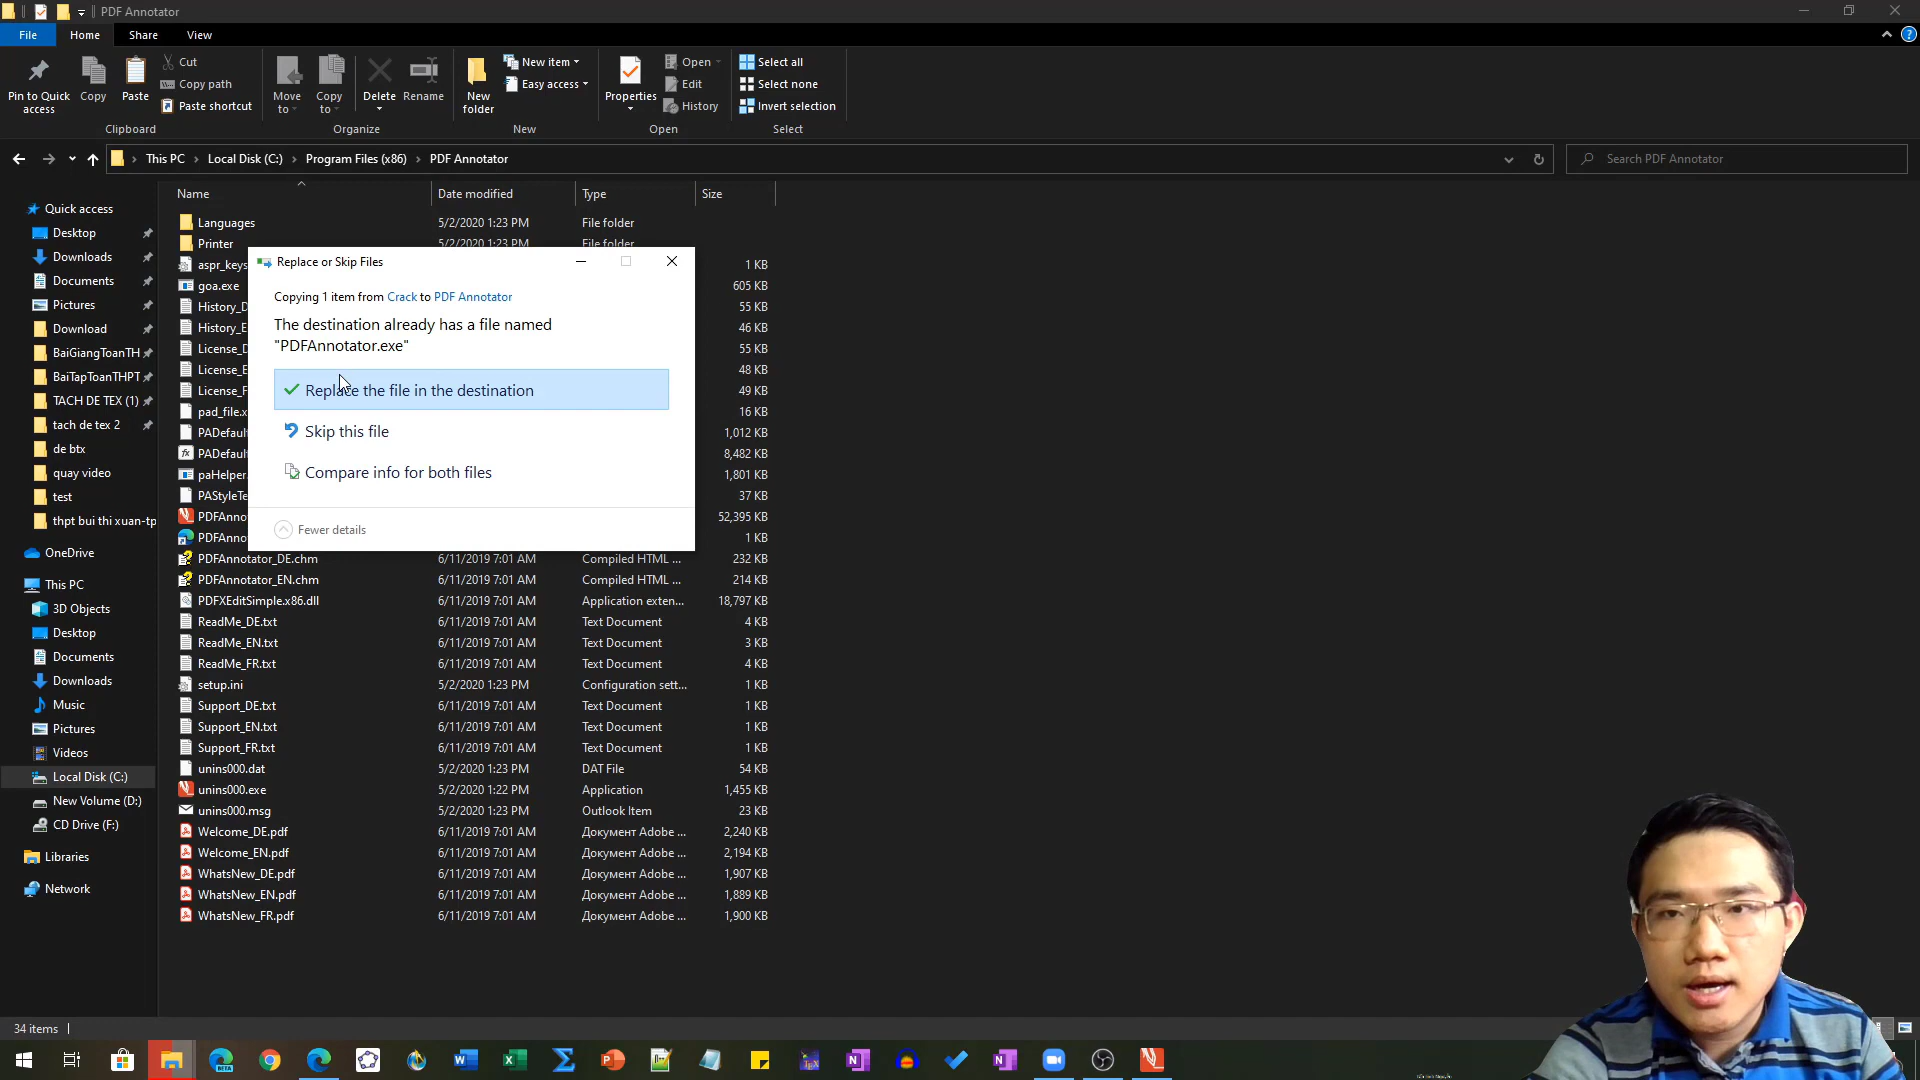 PDF Annotator
File Home Share View
Pin to Quick access
Copy
Paste
Cut
Copy path
Paste shortcut
Clipboard
Move to
Copy to
Delete
Rename
Organize
New folder
New item
Easy access
New
Properties
Open
Edit
History
Open
Select all
Select none
Invert selection
Select
This PC Local Disk (C:) Program Files (x86) PDF Annotator
Search PDF Annotator
Quick access
Desktop
Downloads
Documents
Pictures
Download
BaiGiangToanTH
BaiTapToanTHPT
TACH DE TEX (1)
tach de tex 2
de btx
quay video
test
thpt bui thi xuan-tp
OneDrive
This PC
3D Objects
Desktop
Documents
Downloads
Music
Pictures
Videos
Local Disk (C:)
New Volume (D:)
CD Drive (F:)
Libraries
Network
Name Date modified Type Size
Languages 5/2/2020 1:23 PM File folder
Printer 5/2/2020 1:23 PM File folder
aspr_keys 1 KB
goa.exe 605 KB
History_D 55 KB
History_E 46 KB
License_D 55 KB
License_E 48 KB
License_F 49 KB
pad_file.x 16 KB
PADefau 1,012 KB
PADefau 8,482 KB
paHelper. 1,801 KB
PAStyleTe 37 KB
PDFAnno 52,395 KB
PDFAnno 1 KB
PDFAnnotator_DE.chm 6/11/2019 7:01 AM Compiled HTML ... 232 KB
PDFAnnotator_EN.chm 6/11/2019 7:01 AM Compiled HTML ... 214 KB
PDFXEditSimple.x86.dll 6/11/2019 7:01 AM Application exten... 18,797 KB
ReadMe_DE.txt 6/11/2019 7:01 AM Text Document 4 KB
ReadMe_EN.txt 6/11/2019 7:01 AM Text Document 3 KB
ReadMe_FR.txt 6/11/2019 7:01 AM Text Document 4 KB
setup.ini 5/2/2020 1:23 PM Configuration sett... 1 KB
Support_DE.txt 6/11/2019 7:01 AM Text Document 1 KB
Support_EN.txt 6/11/2019 7:01 AM Text Document 1 KB
Support_FR.txt 6/11/2019 7:01 AM Text Document 1 KB
unins000.dat 5/2/2020 1:23 PM DAT File 54 KB
unins000.exe 5/2/2020 1:22 PM Application 1,455 KB
unins000.msg 5/2/2020 1:23 PM Outlook Item 23 KB
Welcome_DE.pdf 6/11/2019 7:01 AM Документ Adobe ... 2,240 KB
Welcome_EN.pdf 6/11/2019 7:01 AM Документ Adobe ... 2,194 KB
WhatsNew_DE.pdf 6/11/2019 7:01 AM Документ Adobe ... 1,907 KB
WhatsNew_EN.pdf 6/11/2019 7:01 AM Документ Adobe ... 1,889 KB
WhatsNew_FR.pdf 6/11/2019 7:01 AM Документ Adobe ... 1,900 KB
Replace or Skip Files
Copying 1 item from Crack to PDF Annotator
The destination already has a file named
"PDFAnnotator.exe"
Replace the file in the destination
Skip this file
Compare info for both files
Fewer details
34 items